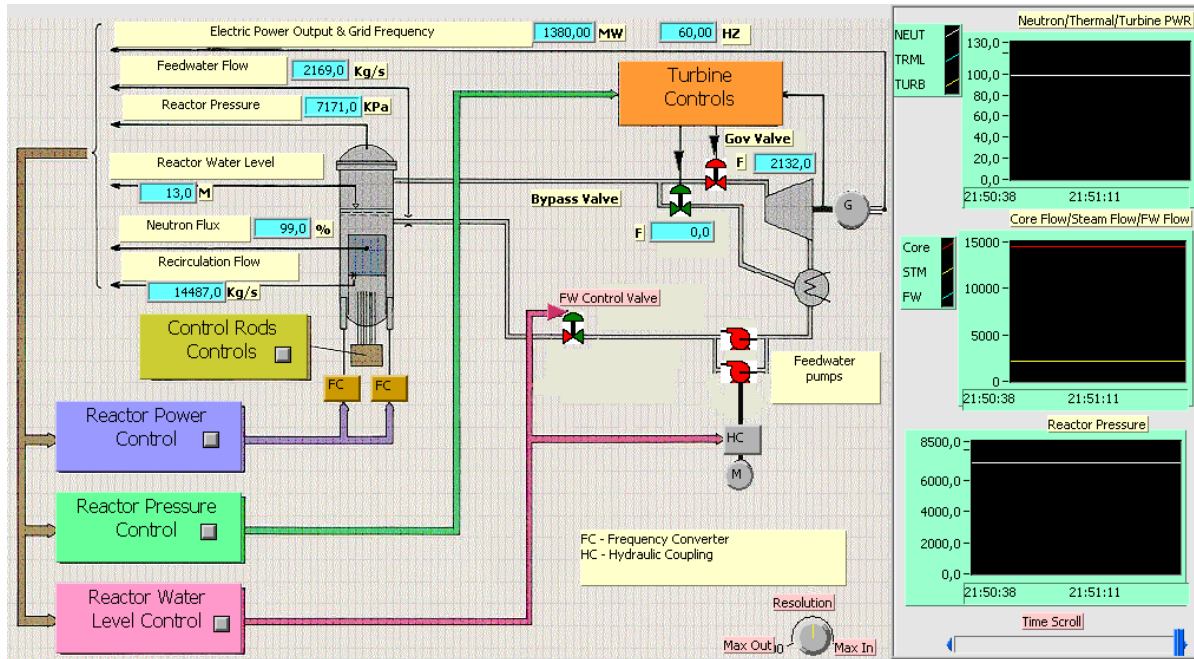 Electric Power Output & Grid Frequency 1380,00 MW 60,00 HZ
Feedwater Flow 2169,0 Kg/s
Reactor Pressure 7171,0 KPa
Reactor Water Level
13,0 M
Neutron Flux 99,0 %
Recirculation Flow
14487,0 Kg/s
Turbine
Controls
Gov Valve
F 2132,0
Bypass Valve
F 0,0
G
FW Control Valve
Control Rods
Controls
FC FC
Feedwater
pumps
Reactor Power
Control
HC
M
Reactor Pressure
Control
FC - Frequency Converter
HC - Hydraulic Coupling
Reactor Water
Level Control
Resolution
Max Out Max In
Neutron/Thermal/Turbine PWR
NEUT
TRML
TURB
130,0
100,0
80,0
60,0
40,0
20,0
0,0
21:50:38 21:51:11
Core Flow/Steam Flow/FW Flow
Core
STM
FW
15000
10000
5000
0
21:50:38 21:51:11
Reactor Pressure
8500,0
6000,0
4000,0
2000,0
0,0
21:50:38 21:51:11
Time Scroll